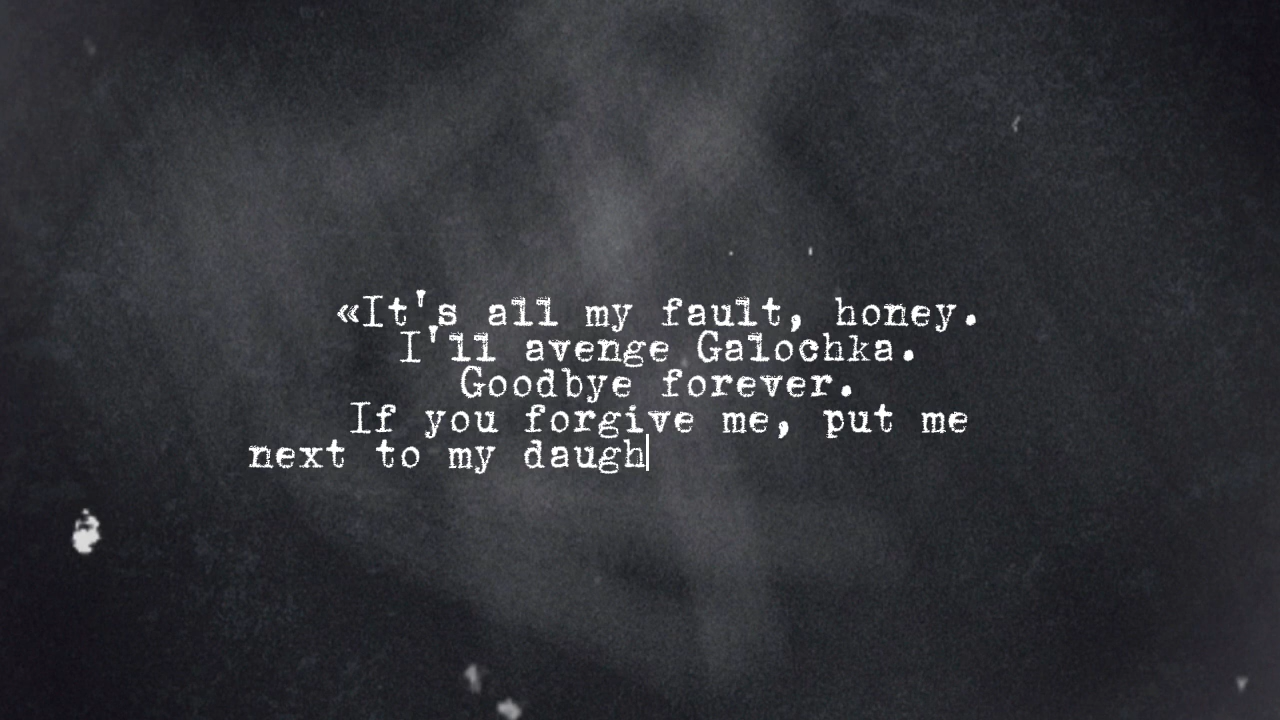 «It's all my fault, honey.
I'll avenge Galochka.
Goodbye forever.
If you forgive me, put me
next to my daugh